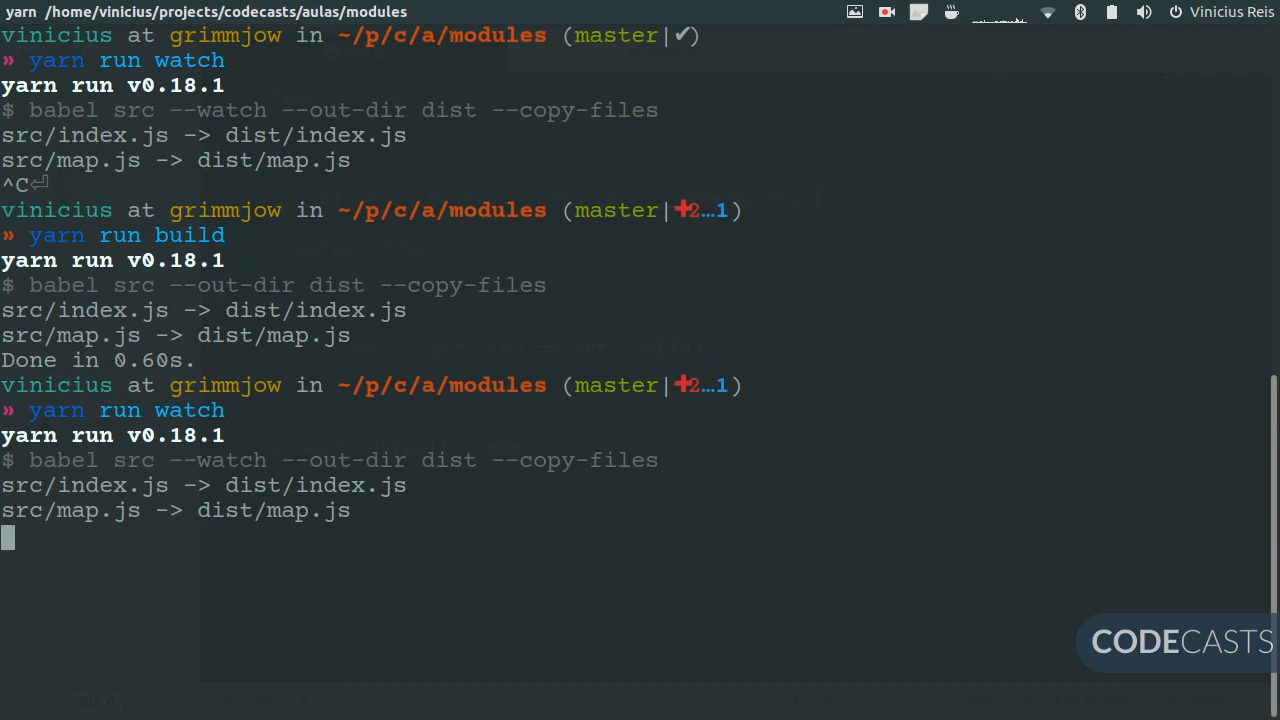 yarn /home/vinicius/projects/codecasts/aulas/modules
Vinicius Reis
vinicius at grimmjow in ~/p/c/a/modules (master|✔)
» yarn run watch
yarn run v0.18.1
$ babel src --watch --out-dir dist --copy-files
src/index.js -> dist/index.js
src/map.js -> dist/map.js
^C⏎
vinicius at grimmjow in ~/p/c/a/modules (master|✚2…1)
» yarn run build
yarn run v0.18.1
$ babel src --out-dir dist --copy-files
src/index.js -> dist/index.js
src/map.js -> dist/map.js
Done in 0.60s.
vinicius at grimmjow in ~/p/c/a/modules (master|✚2…1)
» yarn run watch
yarn run v0.18.1
$ babel src --watch --out-dir dist --copy-files
src/index.js -> dist/index.js
src/map.js -> dist/map.js
CODECASTS